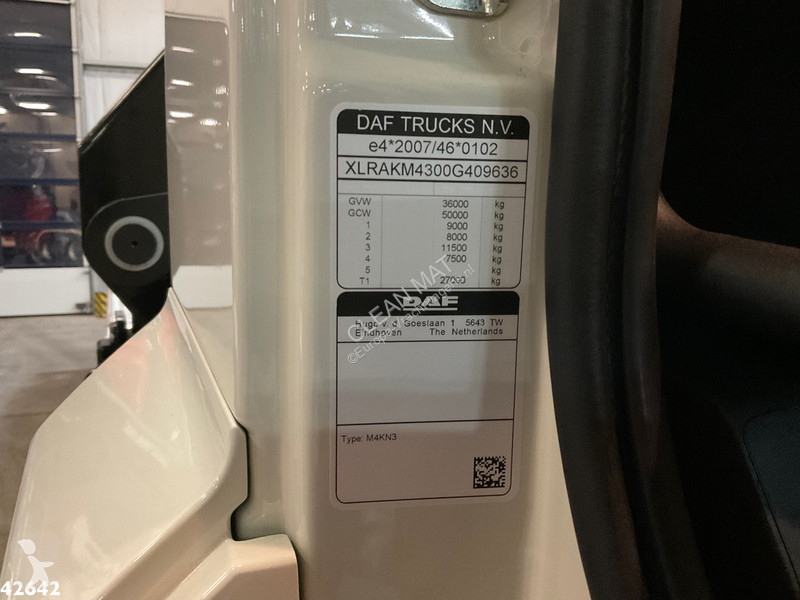 DAF TRUCKS N.V.
e4*2007/46*0102
XLRAKM4300G409636
GVW 36000 kg
GCW 50000 kg
1 9000 kg
2 8000 kg
3 11500 kg
4 7500 kg
5 kg
T1 27000 kg
DAF
Hugo v. d. Goeslaan 1 5643 TW
Eindhoven The Netherlands
Type: M4KN3
CLEAN MAT
42642